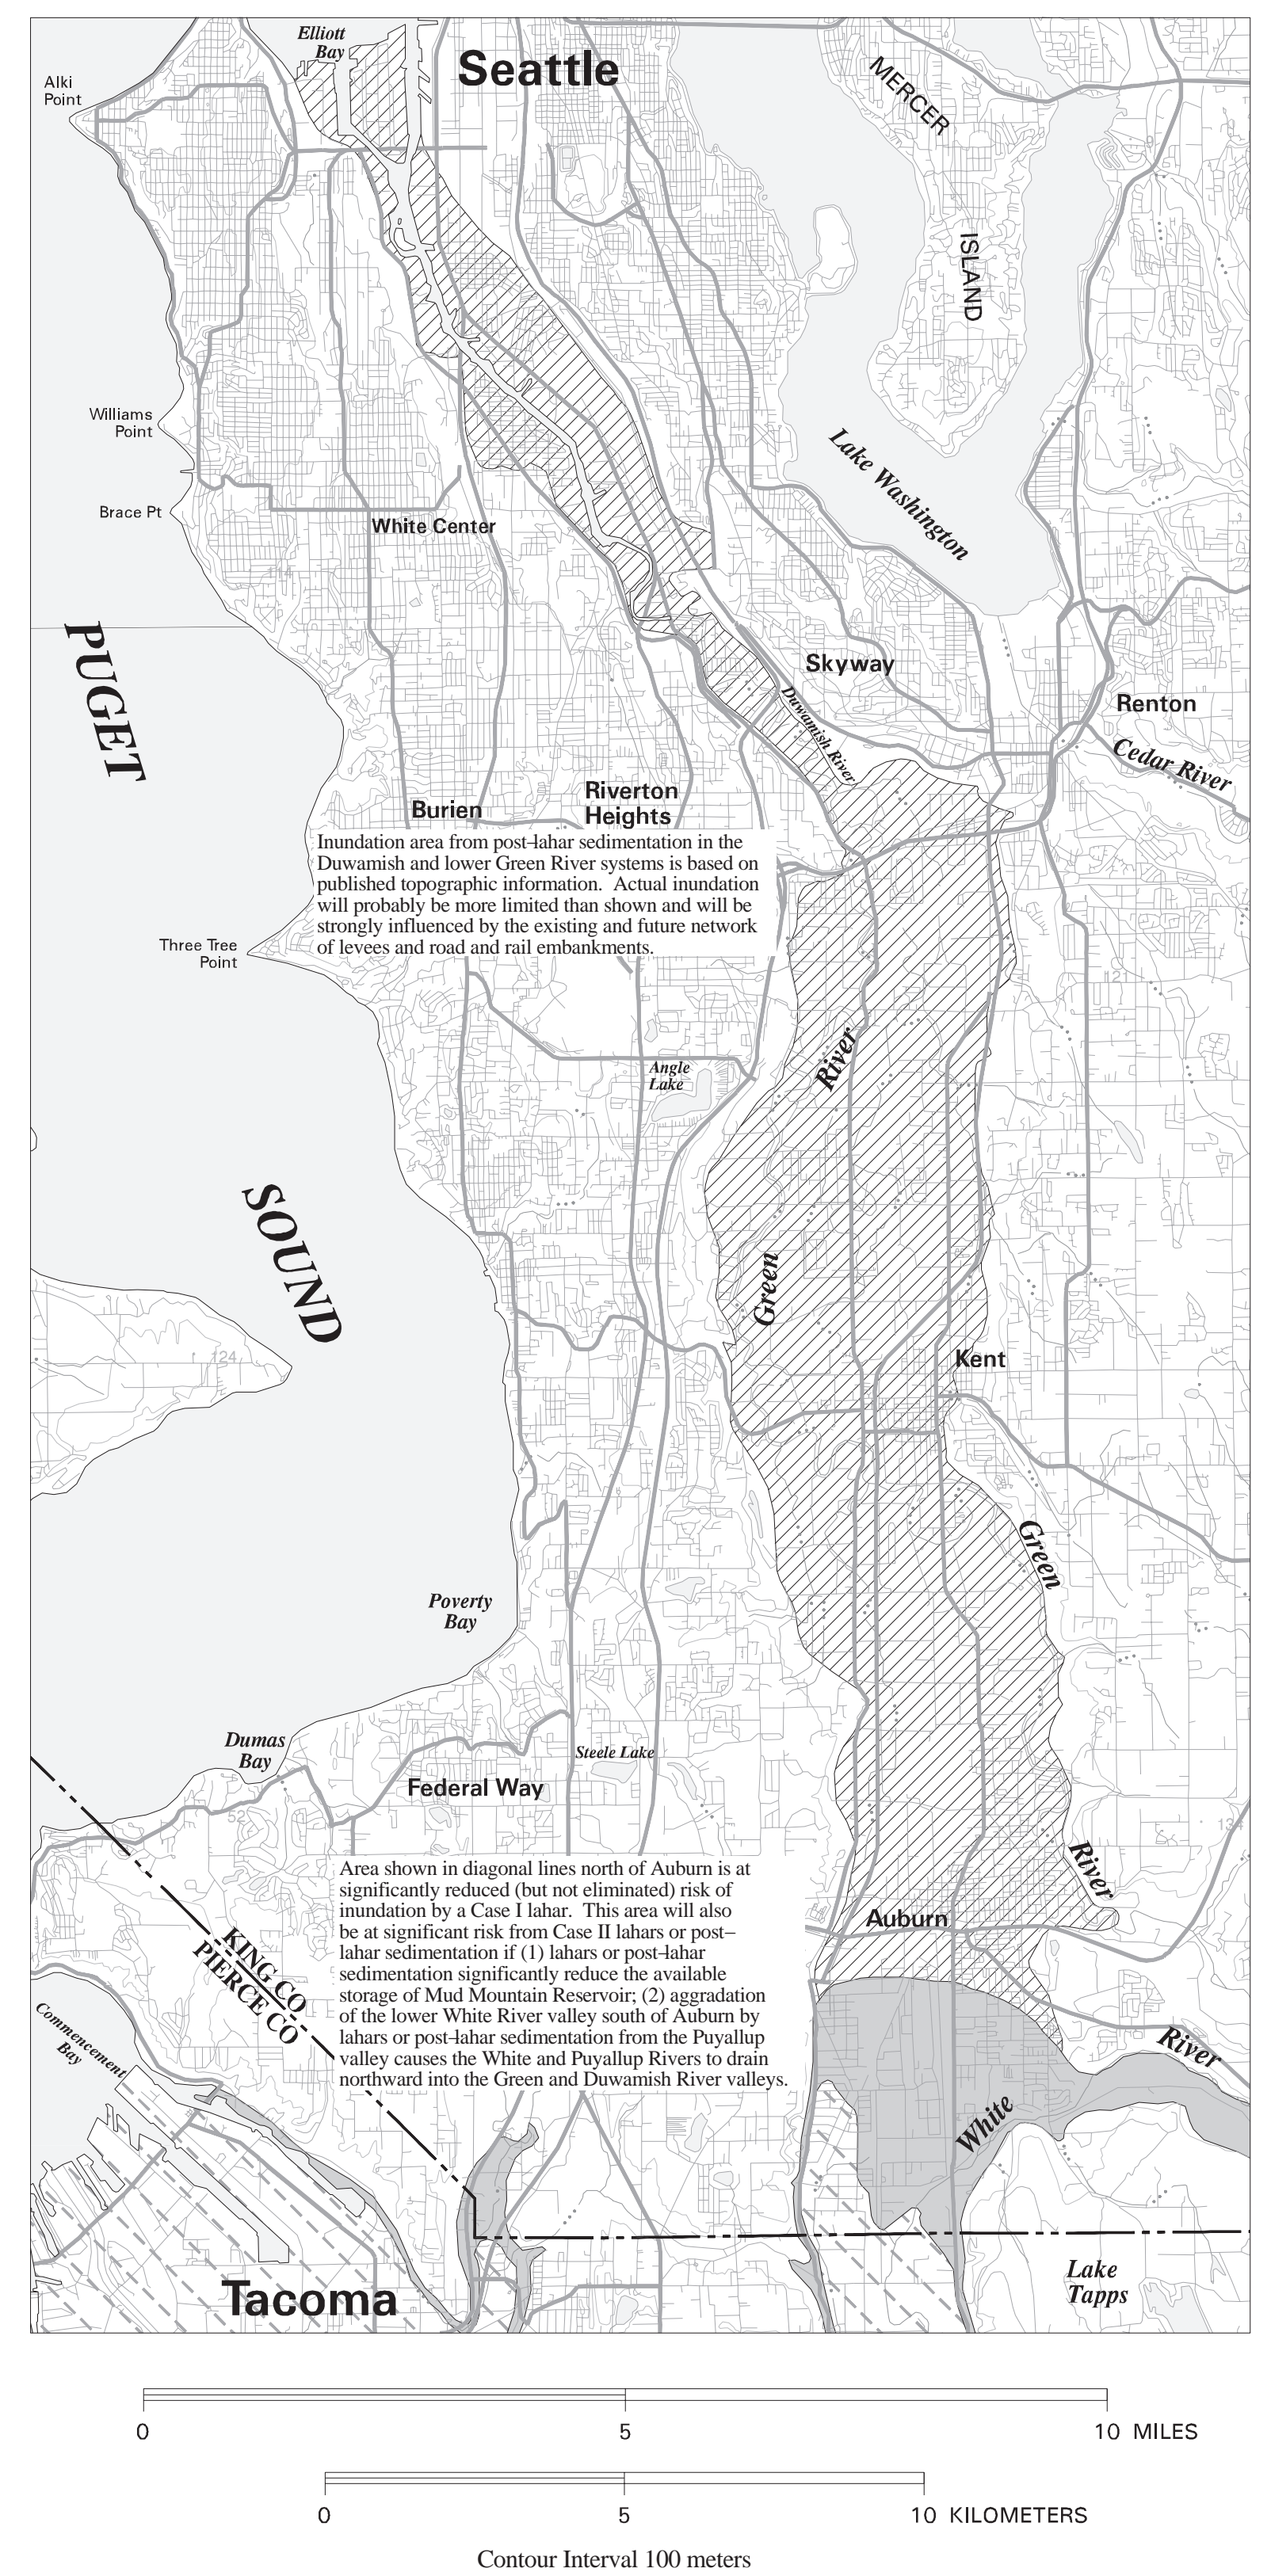 Elliott
Bay
Seattle
Alki
Point
MERCER
ISLAND
Williams
Point
Lake Washington
Brace Pt
White Center
PUGET
Skyway
Duwamish River
Renton
Cedar River
Burien
Riverton
Heights
Inundation area from post-lahar sedimentation in the
Duwamish and lower Green River systems is based on
published topographic information. Actual inundation
will probably be more limited than shown and will be
strongly influenced by the existing and future network
of levees and road and rail embankments.
Three Tree
Point
121
River
Angle
Lake
SOUND
Green
124
Kent
Green
Poverty
Bay
Dumas
Bay
Steele Lake
Federal Way
52
134
River
Area shown in diagonal lines north of Auburn is at
significantly reduced (but not eliminated) risk of
inundation by a Case I lahar. This area will also
be at significant risk from Case II lahars or post–
lahar sedimentation if (1) lahars or post-lahar
sedimentation significantly reduce the available
storage of Mud Mountain Reservoir; (2) aggradation
of the lower White River valley south of Auburn by
lahars or post-lahar sedimentation from the Puyallup
valley causes the White and Puyallup Rivers to drain
northward into the Green and Duwamish River valleys.
Auburn
KING CO
PIERCE CO
Commencement
Bay
River
White
Lake
Tapps
Tacoma
0 5 10 MILES
0 5 10 KILOMETERS
Contour Interval 100 meters